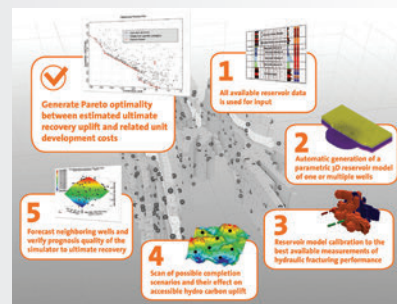 Generate Pareto optimality
between estimated ultimate
recovery uplift and related unit
development costs
1
All available reservoir data
is used for input
2
Automatic generation of a
parametric 3D reservoir model
of one or multiple wells
3
Reservoir model calibration to the
best available measurements of
hydraulic fracturing performance
4
Scan of possible completion
scenarios and their effect on
accessible hydro carbon uplift
5
Forecast neighboring wells and
verify prognosis quality of the
simulator to ultimate recovery